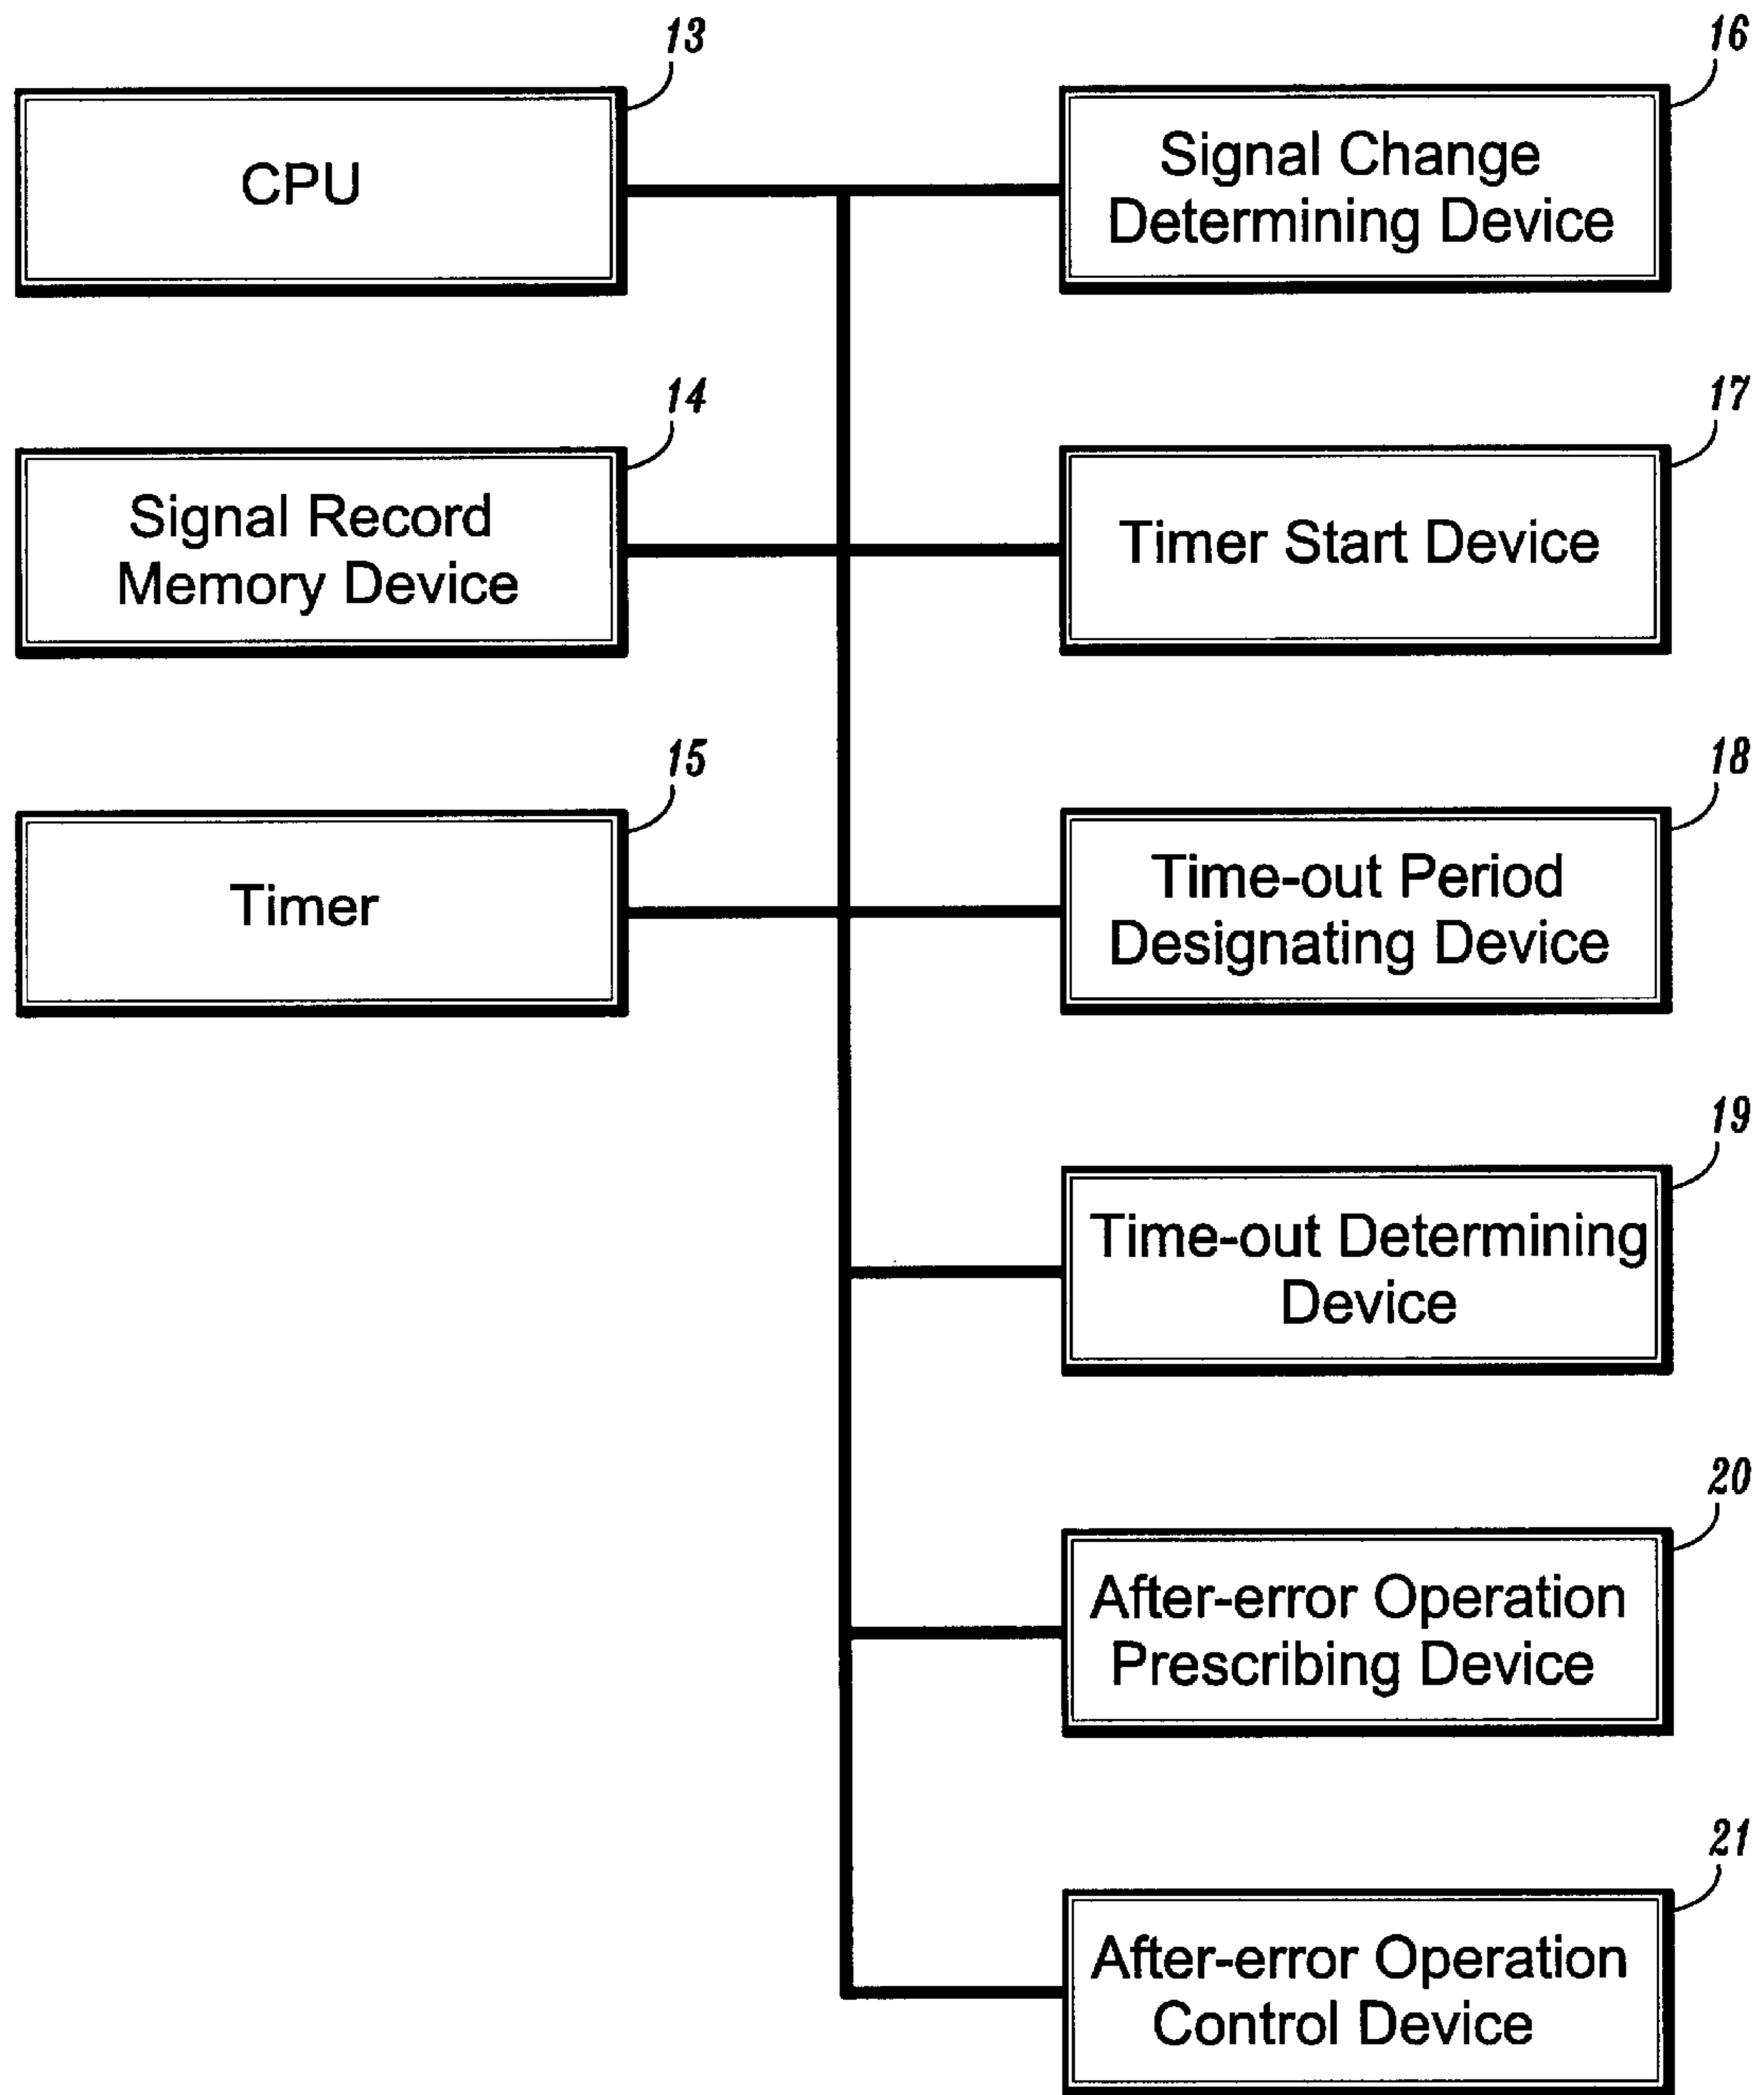 13
CPU
14
Signal Record
Memory Device
15
Timer
16
Signal Change
Determining Device
17
Timer Start Device
18
Time-out Period
Designating Device
19
Time-out Determining
Device
20
After-error Operation
Prescribing Device
21
After-error Operation
Control Device